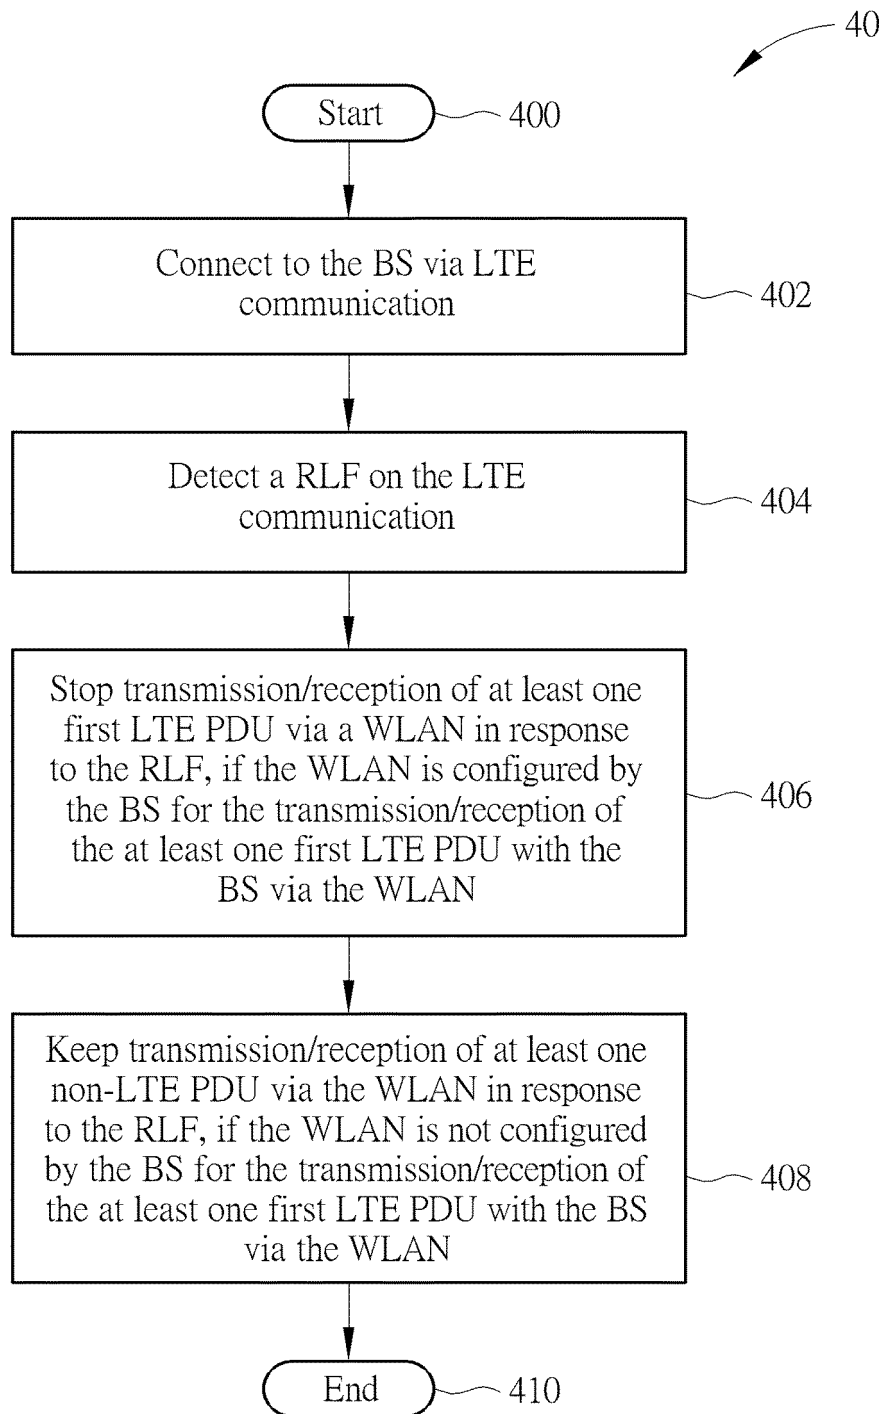 40
Start
400
Connect to the BS via LTE
communication
402
Detect a RLF on the LTE
communication
404
Stop transmission/reception of at least one
first LTE PDU via a WLAN in response
to the RLF, if the WLAN is configured by
the BS for the transmission/reception of
the at least one first LTE PDU with the
BS via the WLAN
406
Keep transmission/reception of at least one
non-LTE PDU via the WLAN in response
to the RLF, if the WLAN is not configured
by the BS for the transmission/reception of
the at least one first LTE PDU with the BS
via the WLAN
408
End
410